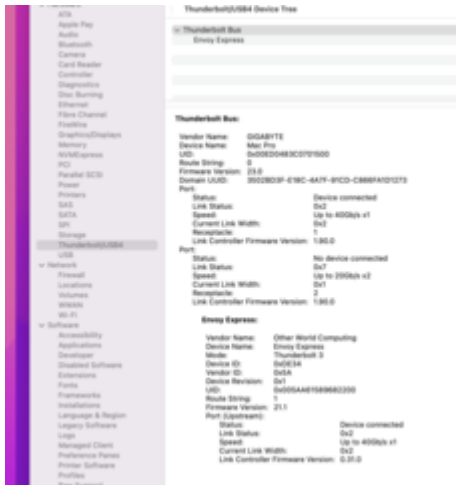 Hardware
ATA
Apple Pay
Audio
Bluetooth
Camera
Card Reader
Controller
Diagnostics
Disc Burning
Ethernet
Fibre Channel
FireWire
Graphics/Displays
Memory
NVMExpress
PCI
Parallel SCSI
Power
Printers
SAS
SATA
SPI
Storage
Thunderbolt/USB4
USB
Network
Firewall
Locations
Volumes
WWAN
Wi-Fi
Software
Accessibility
Applications
Developer
Disabled Software
Extensions
Fonts
Frameworks
Installations
Language & Region
Legacy Software
Logs
Managed Client
Preference Panes
Printer Software
Profiles
Thunderbolt/USB4 Device Tree
Thunderbolt Bus
Envoy Express
Thunderbolt Bus:
Vendor Name: GIGABYTE
Device Name: Mac Pro
UID:
Route String: 0
Firmware Version: 23.0
Domain UUID:
Port:
Status: Device connected
Link Status: 0x2
Speed: Up to 40Gb/s x1
Current Link Width: 0x2
Receptacle: 1
Link Controller Firmware Version: 1.90.0
Port:
Status: No device connected
Link Status: 0x7
Speed: Up to 20Gb/s x2
Current Link Width: 0x1
Receptacle: 2
Link Controller Firmware Version: 1.90.0
Envoy Express:
Vendor Name: Other World Computing
Device Name: Envoy Express
Mode: Thunderbolt 3
Device ID: 0xDE34
Vendor ID: 0x5A
Device Revision: 0x1
UID:
Route String: 1
Firmware Version: 21.1
Port (Upstream):
Status: Device connected
Link Status: 0x2
Speed: Up to 40Gb/s x1
Current Link Width: 0x2
Link Controller Firmware Version: 0.31.0